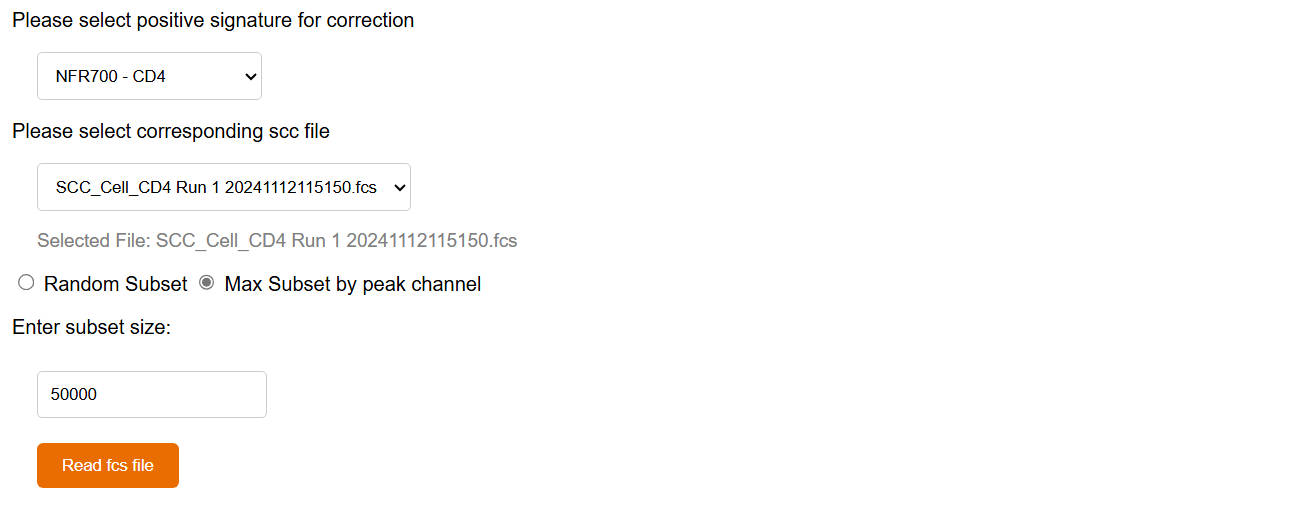 Please select positive signature for correction
NFR700 - CD4
Please select corresponding scc file
SCC_Cell_CD4 Run 1 20241112115150.fcs
Selected File: SCC_Cell_CD4 Run 1 20241112115150.fcs
Random Subset Max Subset by peak channel
Enter subset size:
50000
Read fcs file